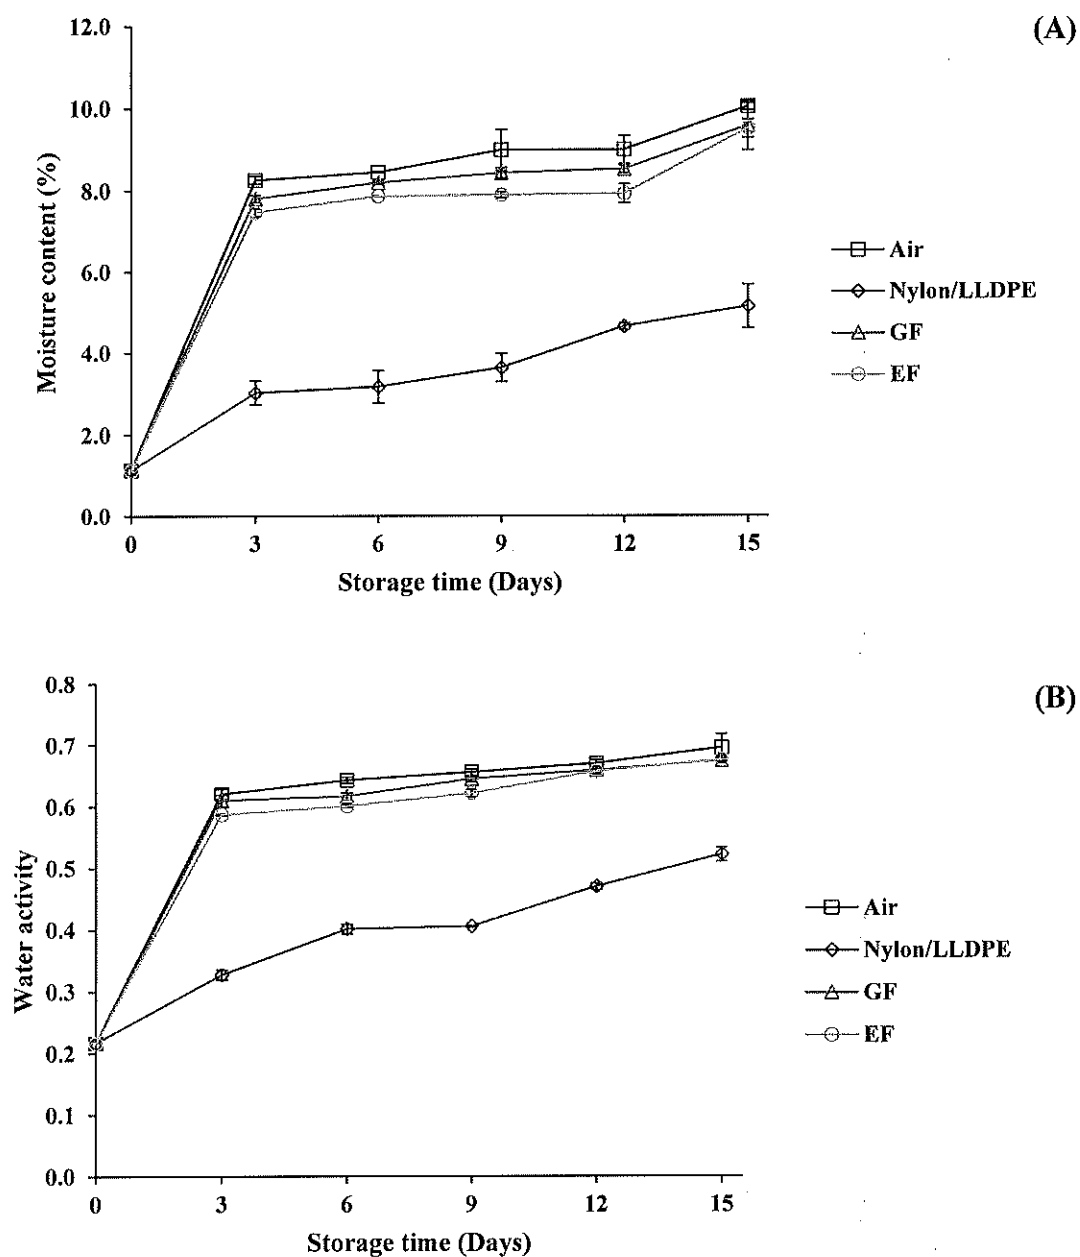 (A)
12.0
10.0
8.0
6.0
4.0
2.0
0.0
Moisture content (%)
0 3 6 9 12 15
Storage time (Days)
Air
Nylon/LLDPE
GF
EF
(B)
0.8
0.7
0.6
0.5
0.4
0.3
0.2
0.1
0.0
Water activity
0 3 6 9 12 15
Storage time (Days)
Air
Nylon/LLDPE
GF
EF